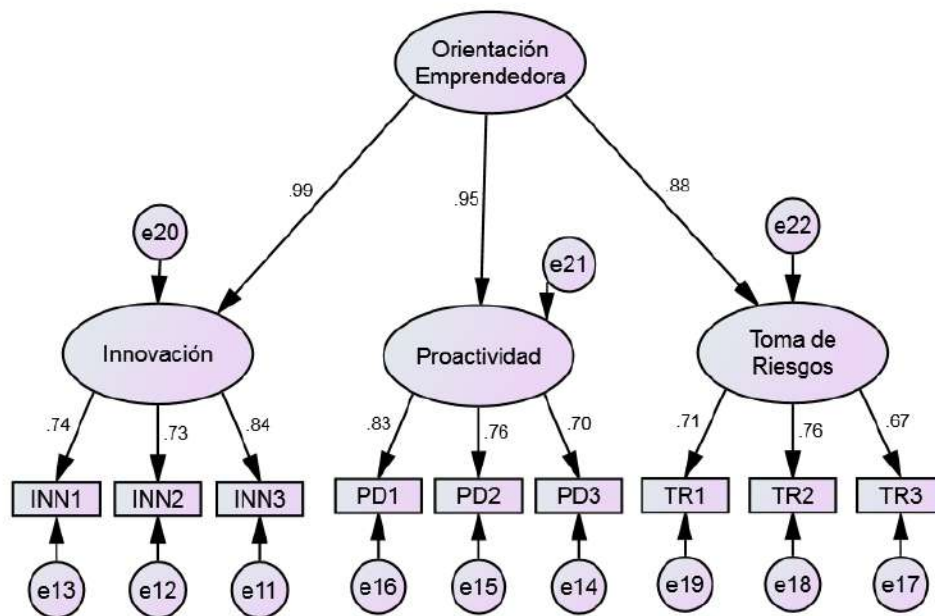 Orientación
Emprendedora
.99
.95
.88
e20
e21
e22
Innovación
Proactividad
Toma de
Riesgos
.74
.73
.84
.83
.76
.70
.71
.76
.67
INN1
INN2
INN3
PD1
PD2
PD3
TR1
TR2
TR3
e13
e12
e11
e16
e15
e14
e19
e18
e17